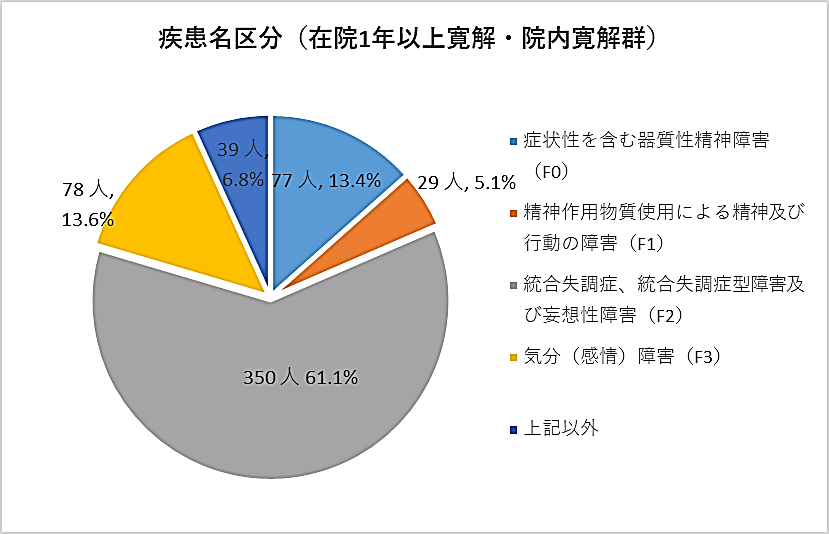 疾患名区分（在院1年以上寛解・院内寛解群）
39 人,
6.8%
77 人, 13.4%
29 人, 5.1%
78 人,
13.6%
350 人 61.1%
症状性を含む器質性精神障害
（F0）
精神作用物質使用による精神及び
行動の障害（F1）
統合失調症、統合失調症型障害及
び妄想性障害（F2）
気分（感情）障害（F3）
上記以外